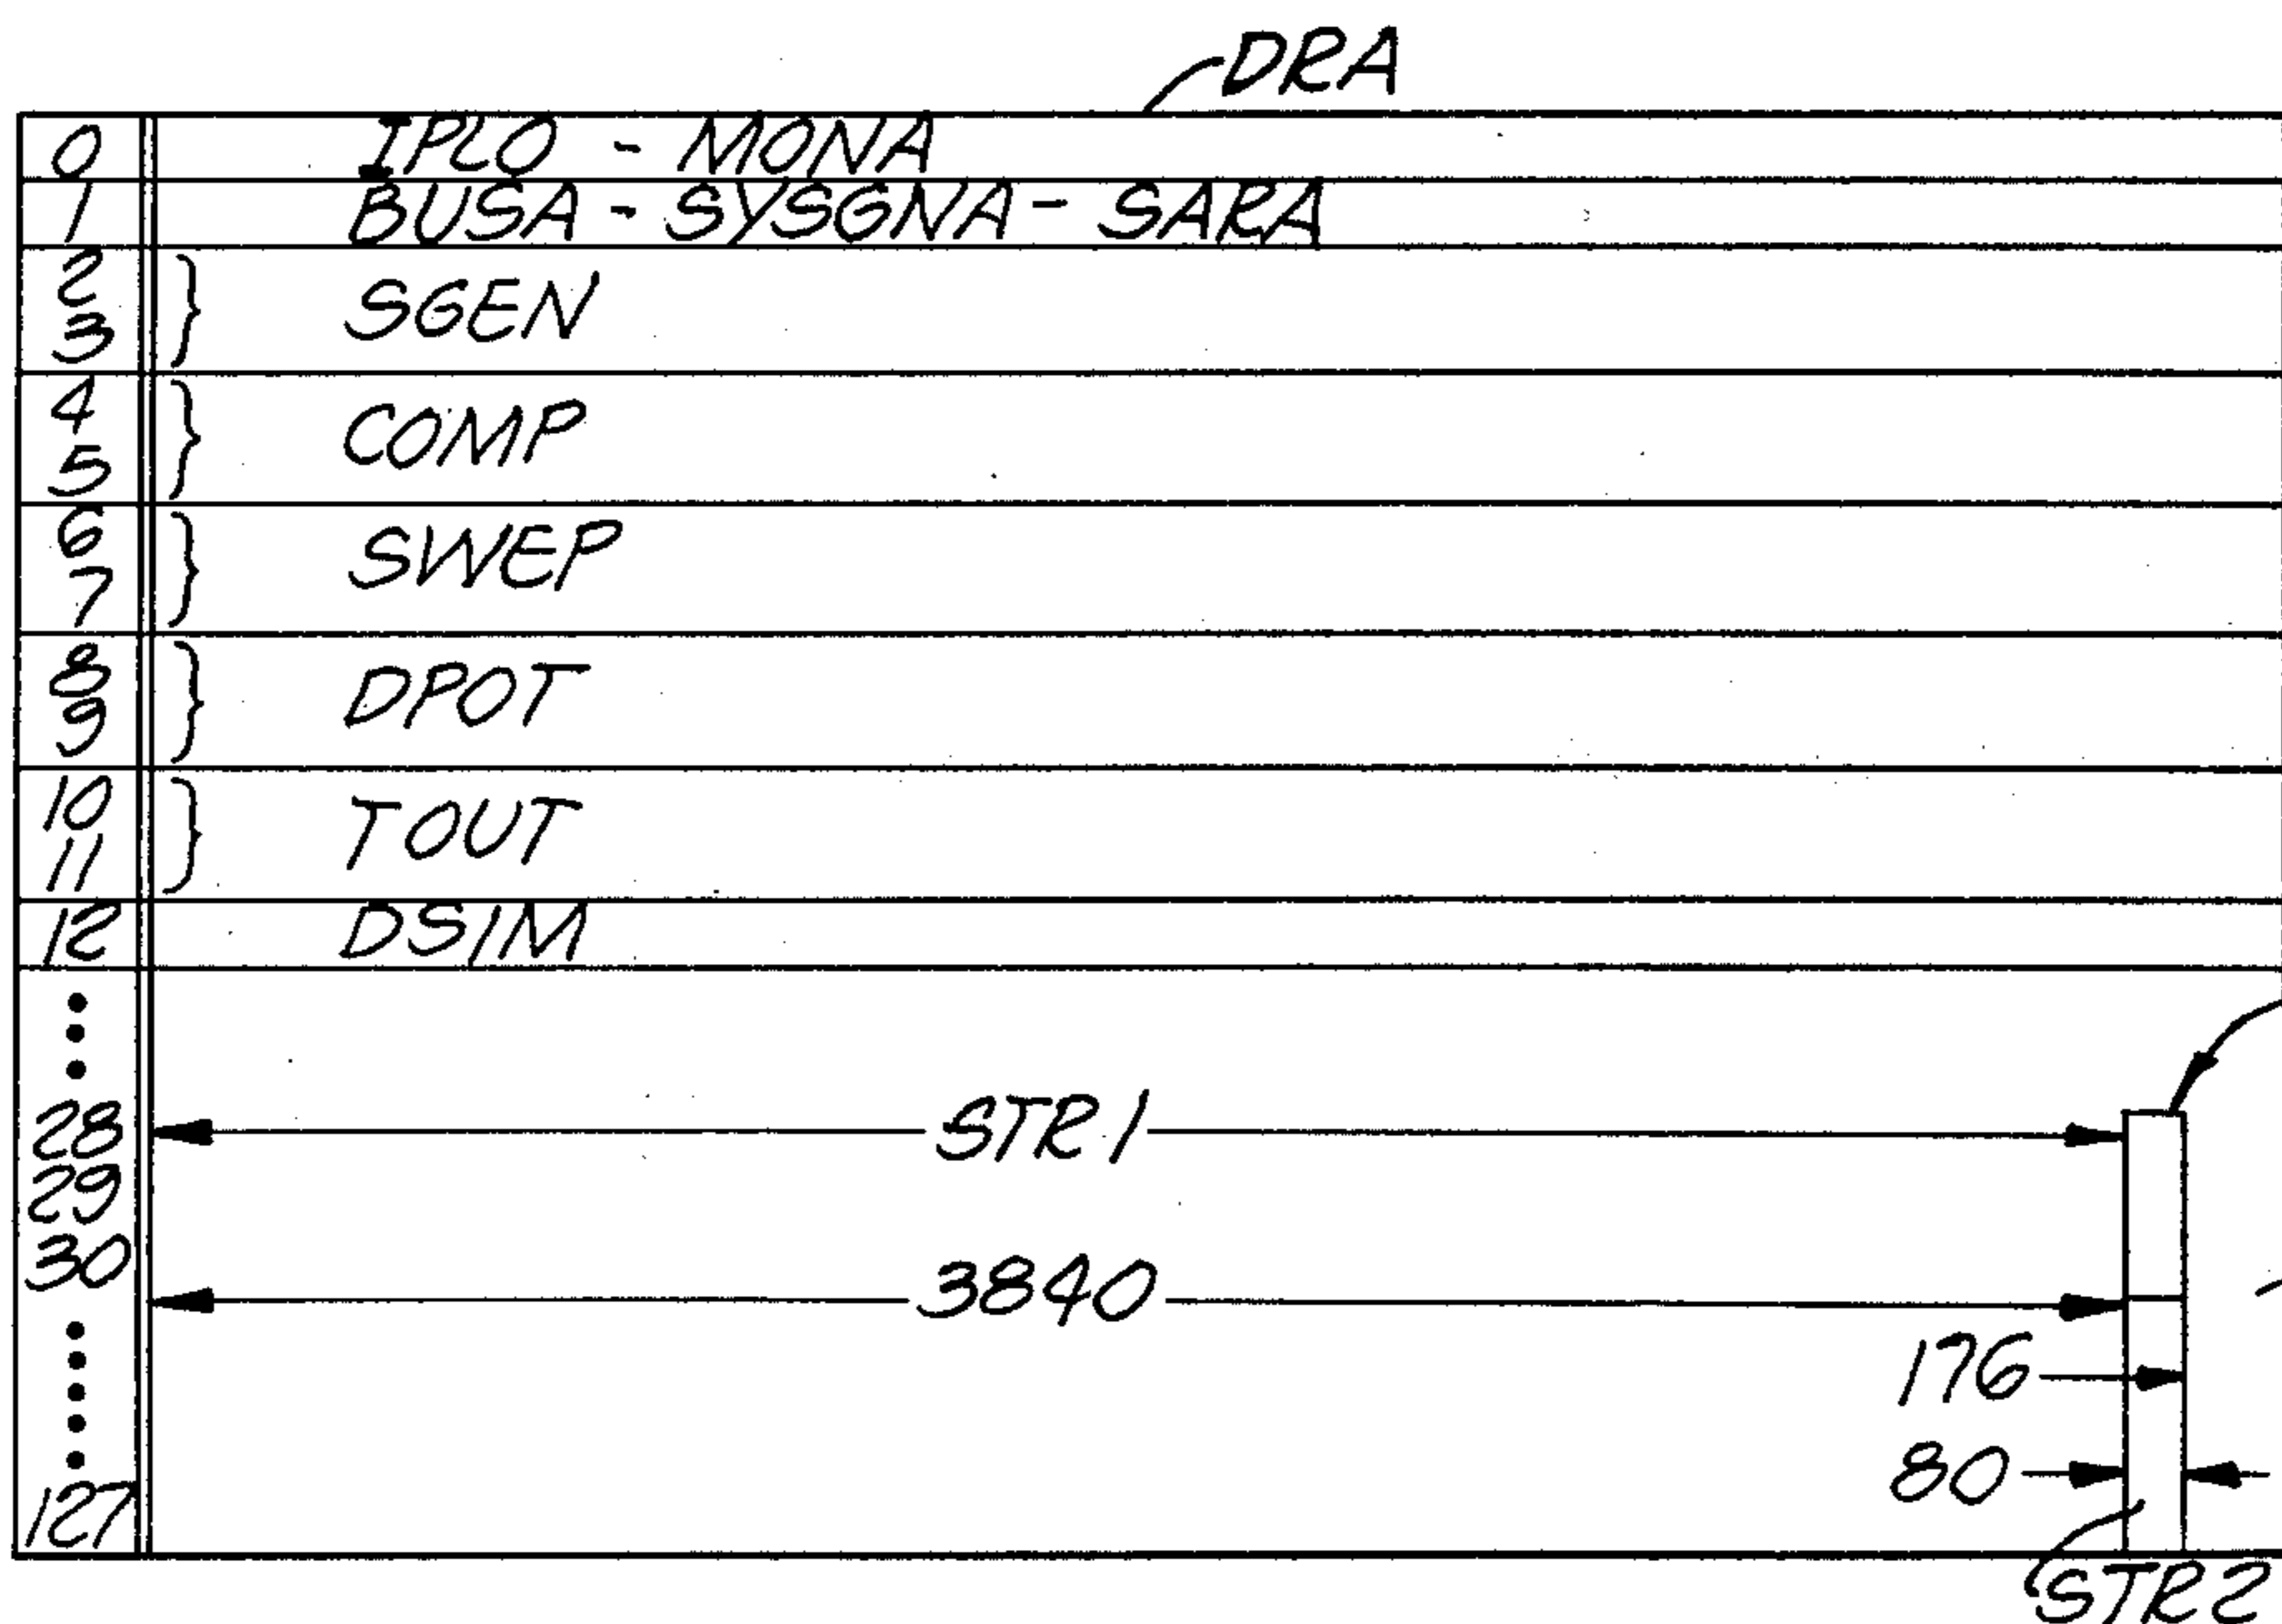 DRA
0 IPLO - MONA
1 BUSA - SYSGNA - SARA
2
3 } SGEN
4
5 } COMP
6
7 } SWEP
8
9 } DPOT
10
11 } TOUT
12 DSIM
28 STR1
29
30
3840
176
80
127
STR2